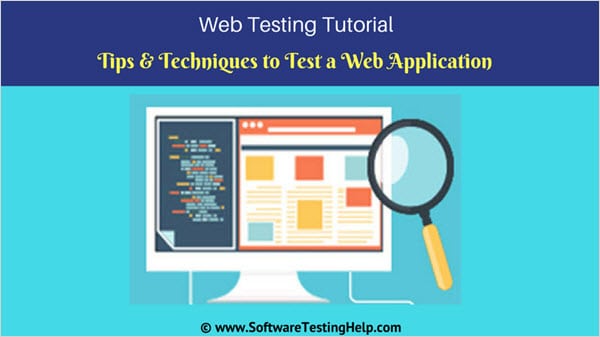 Web Testing Tutorial
Tips & Techniques to Test a Web Application
© www.SoftwareTestingHelp.com